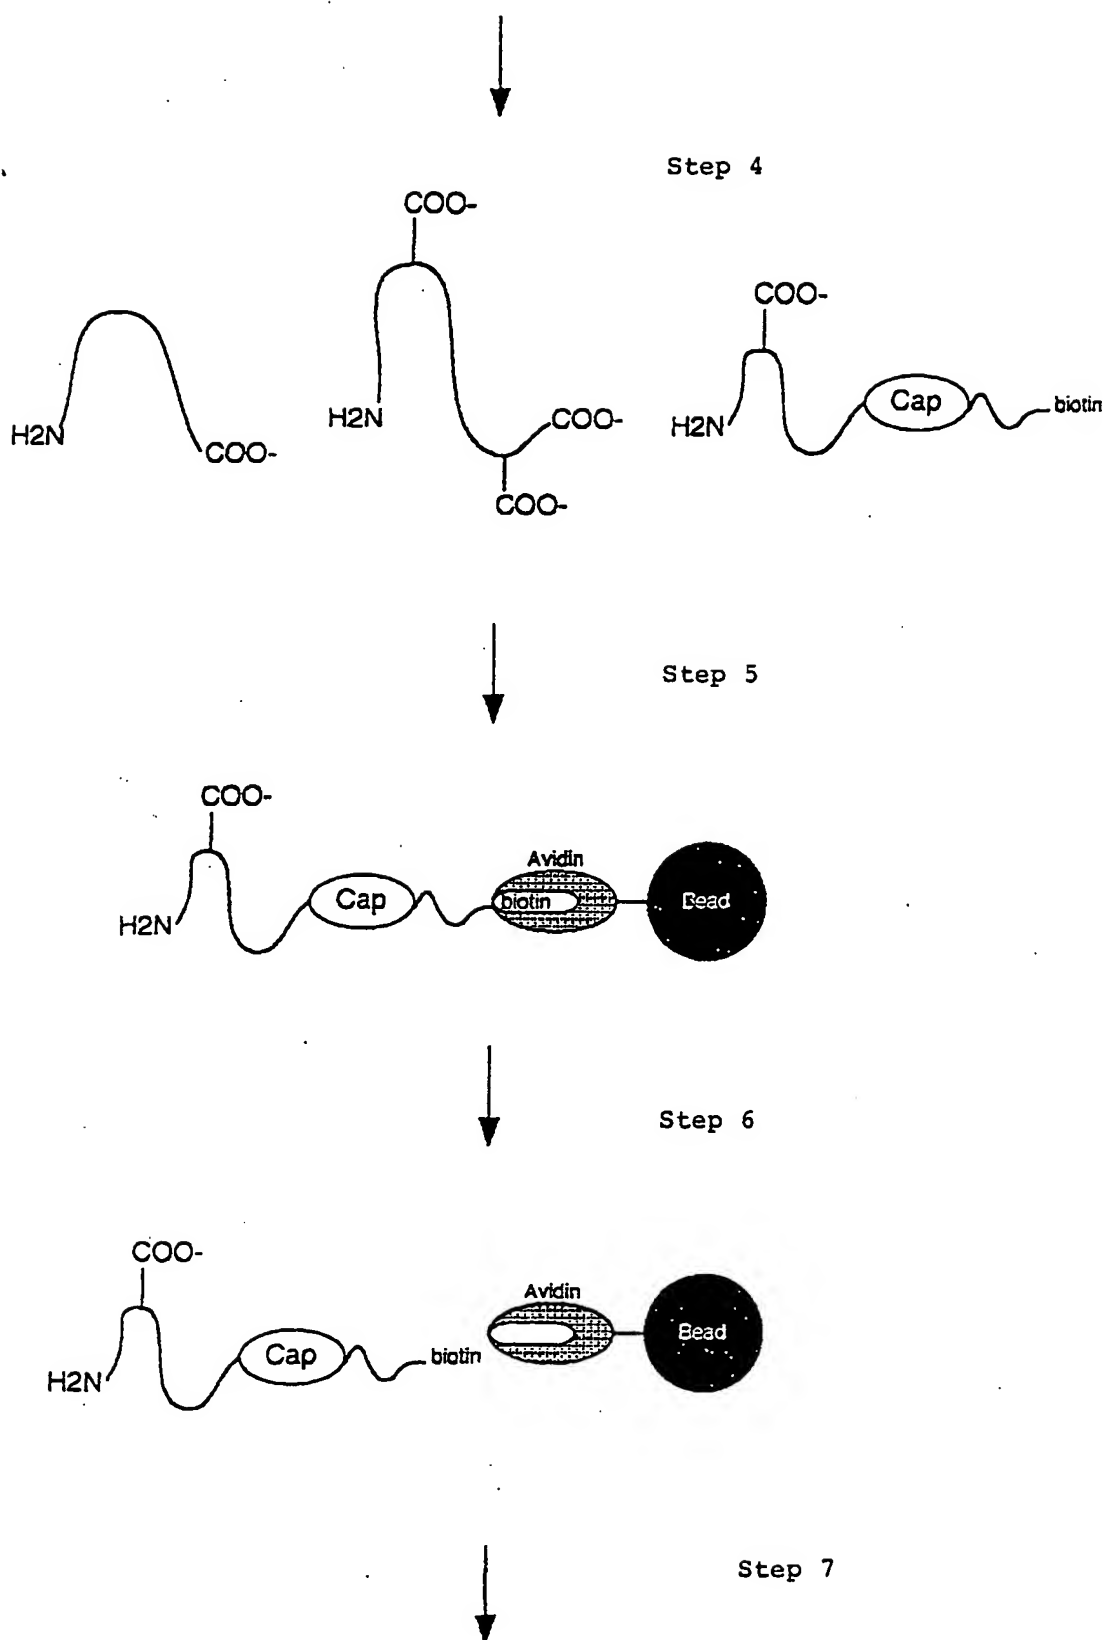 Step 4
COO-
COO-
H2N
COO-
H2N
COO-
COO-
H2N
Cap
biotin
Step 5
COO-
H2N
Cap
Avidin
biotin
Bead
Step 6
COO-
H2N
Cap
biotin
Avidin
Bead
Step 7